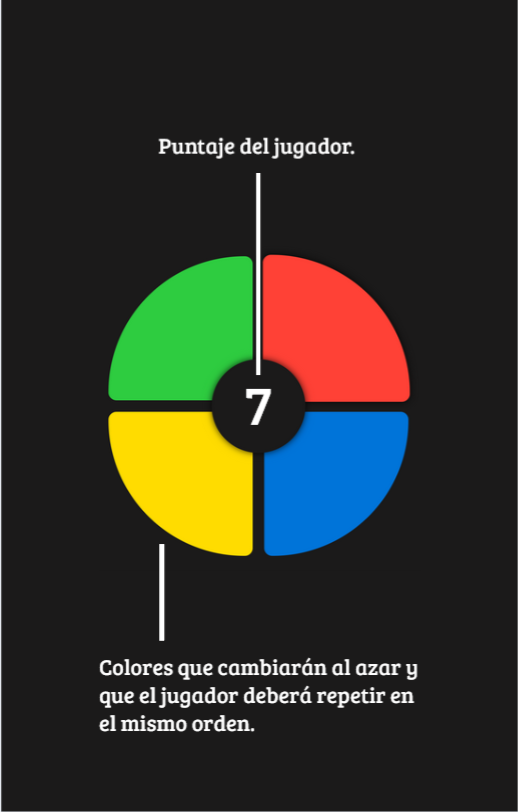 Puntaje del jugador.
7
Colores que cambiarán al azar y
que el jugador deberá repetir en
el mismo orden.